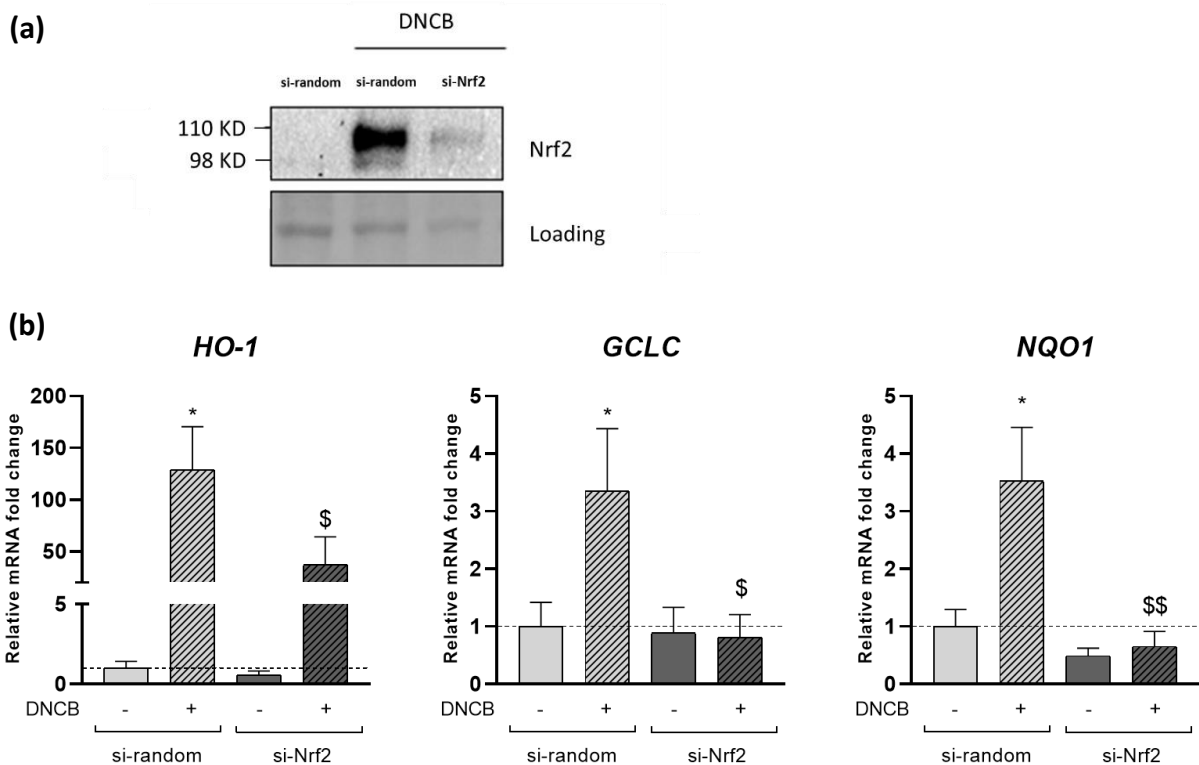 (a)
DNCB
si-random si-random si-Nrf2
110 KD
98 KD
Nrf2
Loading
(b)
HO-1
Relative mRNA fold change
200
150
100
50
5
0
*
$
DNCB - + - +
si-random si-Nrf2
GCLC
Relative mRNA fold change
5
4
3
2
1
0
*
$
DNCB - + - +
si-random si-Nrf2
NQO1
Relative mRNA fold change
5
4
3
2
1
0
*
$$
DNCB - + - +
si-random si-Nrf2